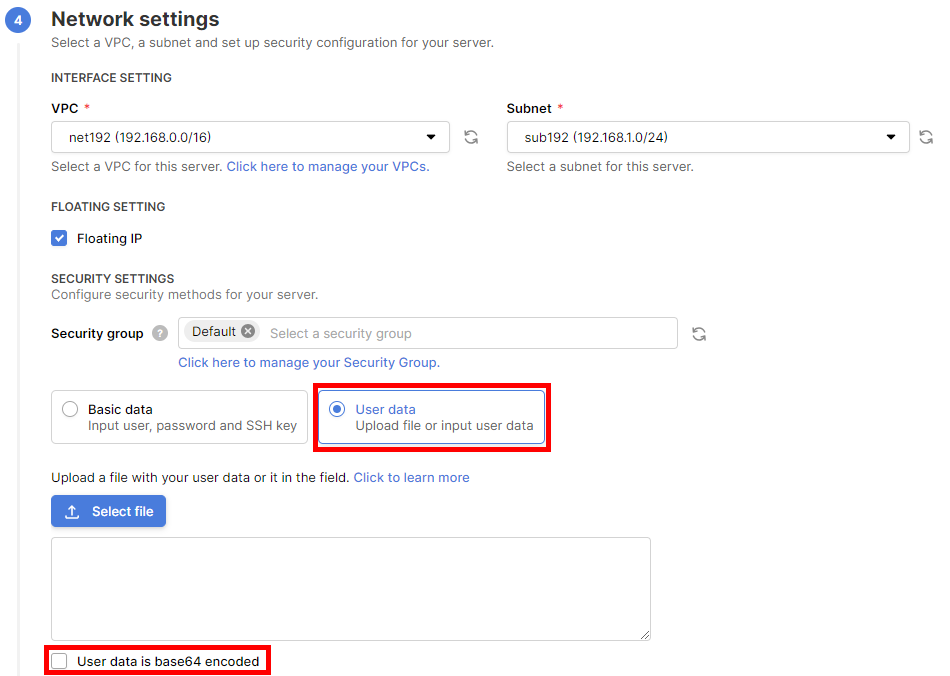 4
Network settings
Select a VPC, a subnet and set up security configuration for your server.
INTERFACE SETTING
VPC *
Subnet *
net192 (192.168.0.0/16)
sub192 (192.168.1.0/24)
Select a VPC for this server. Click here to manage your VPCs.
Select a subnet for this server.
FLOATING SETTING
Floating IP
SECURITY SETTINGS
Configure security methods for your server.
Security group ?
Default
Select a security group
Click here to manage your Security Group.
Basic data
Input user, password and SSH key
User data
Upload file or input user data
Upload a file with your user data or it in the field. Click to learn more
Select file
User data is base64 encoded